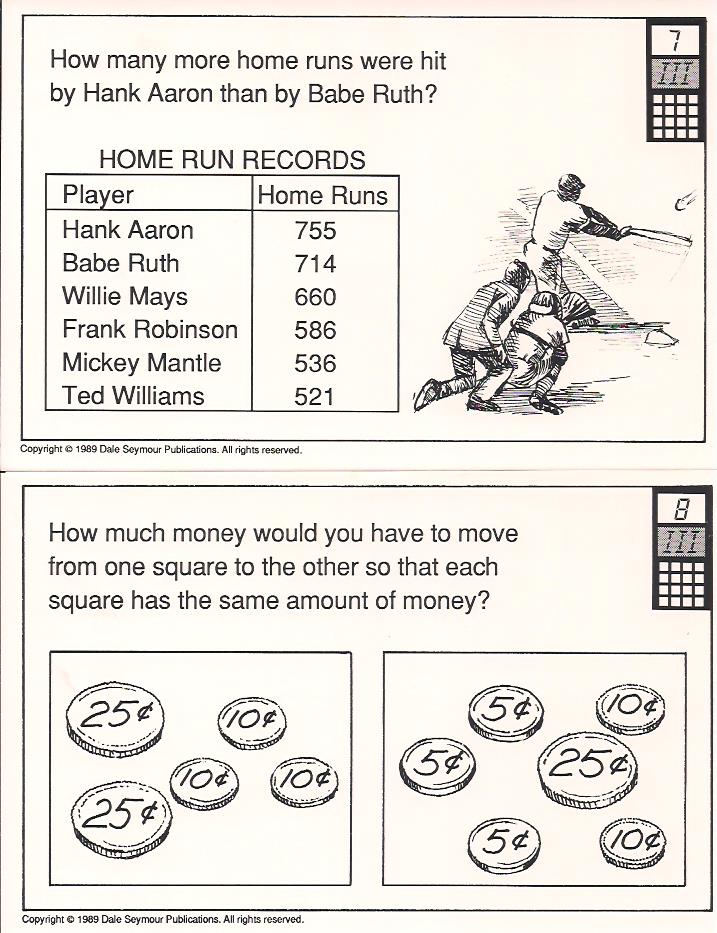 How many more home runs were hit
by Hank Aaron than by Babe Ruth?
7
III
HOME RUN RECORDS
Player Home Runs
Hank Aaron 755
Babe Ruth 714
Willie Mays 660
Frank Robinson 586
Mickey Mantle 536
Ted Williams 521
Copyright © 1989 Dale Seymour Publications. All rights reserved.
How much money would you have to move
from one square to the other so that each
square has the same amount of money?
8
III
25¢ 10¢
10¢ 10¢
25¢
5¢ 10¢
5¢ 25¢
5¢ 10¢
Copyright © 1989 Dale Seymour Publications. All rights reserved.